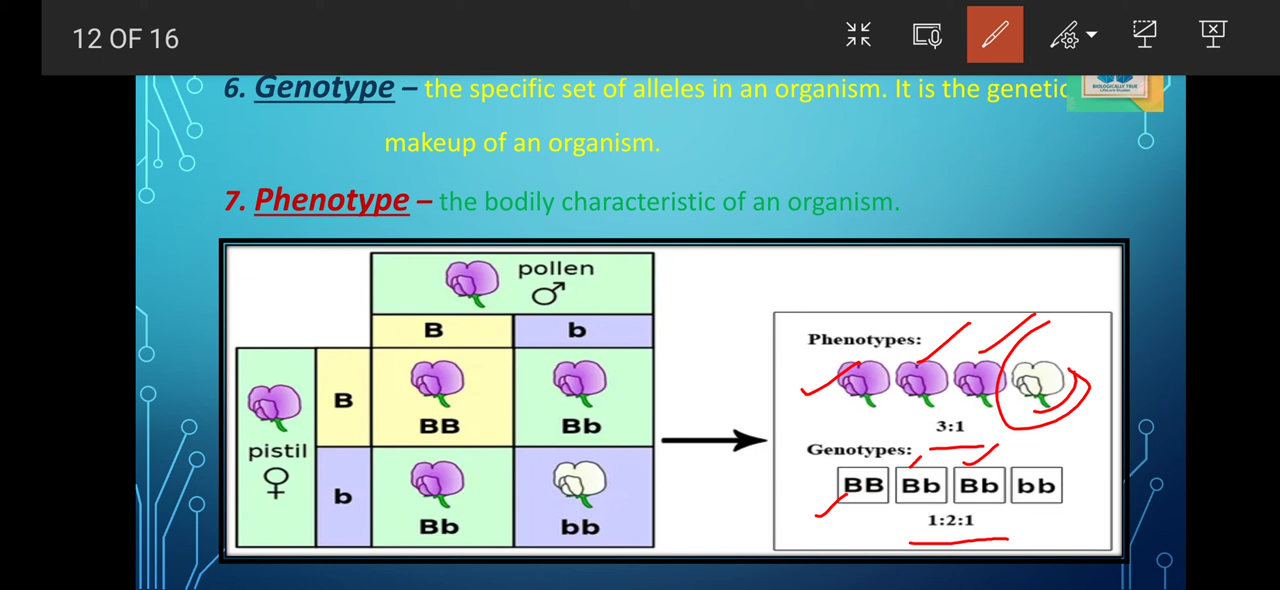 12 OF 16
6. Genotype – the specific set of alleles in an organism. It is the genetic
makeup of an organism.
BIOLOGICALLY TRUE
7. Phenotype – the bodily characteristic of an organism.
pollen
♂
B b
pistil
♀
B BB Bb
b Bb bb
Phenotypes:
3:1
Genotypes:
BB Bb Bb bb
1:2:1